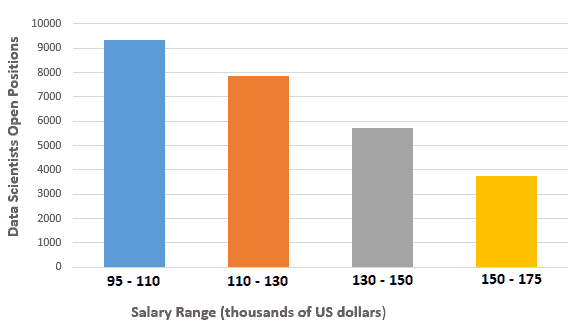 10000
9000
8000
7000
6000
5000
4000
3000
2000
1000
0
Data Scientists Open Positions
95 - 110
110 - 130
130 - 150
150 - 175
Salary Range (thousands of US dollars)